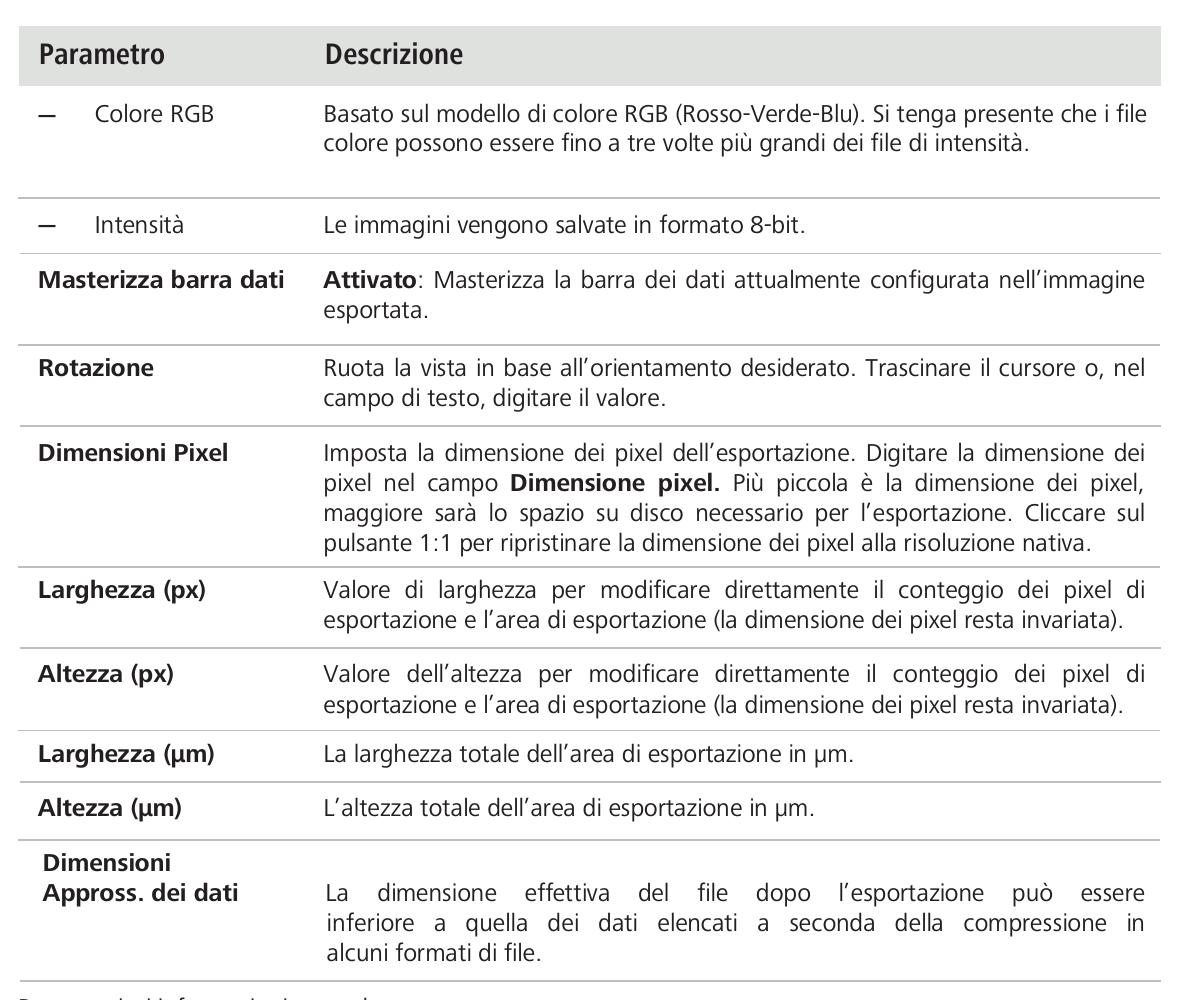 Parametro Descrizione
— Colore RGB Basato sul modello di colore RGB (Rosso-Verde-Blu). Si tenga presente che i file
colore possono essere fino a tre volte più grandi dei file di intensità.
— Intensità Le immagini vengono salvate in formato 8-bit.
Masterizza barra dati Attivato: Masterizza la barra dei dati attualmente configurata nell'immagine
esportata.
Rotazione Ruota la vista in base all'orientamento desiderato. Trascinare il cursore o, nel
campo di testo, digitare il valore.
Dimensioni Pixel Imposta la dimensione dei pixel dell'esportazione. Digitare la dimensione dei
pixel nel campo Dimensione pixel. Più piccola è la dimensione dei pixel,
maggiore sarà lo spazio su disco necessario per l'esportazione. Cliccare sul
pulsante 1:1 per ripristinare la dimensione dei pixel alla risoluzione nativa.
Larghezza (px) Valore di larghezza per modificare direttamente il conteggio dei pixel di
esportazione e l'area di esportazione (la dimensione dei pixel resta invariata).
Altezza (px) Valore dell'altezza per modificare direttamente il conteggio dei pixel di
esportazione e l'area di esportazione (la dimensione dei pixel resta invariata).
Larghezza (µm) La larghezza totale dell'area di esportazione in µm.
Altezza (µm) L'altezza totale dell'area di esportazione in µm.
Dimensioni
Appross. dei dati La dimensione effettiva del file dopo l'esportazione può essere
inferiore a quella dei dati elencati a seconda della compressione in
alcuni formati di file.